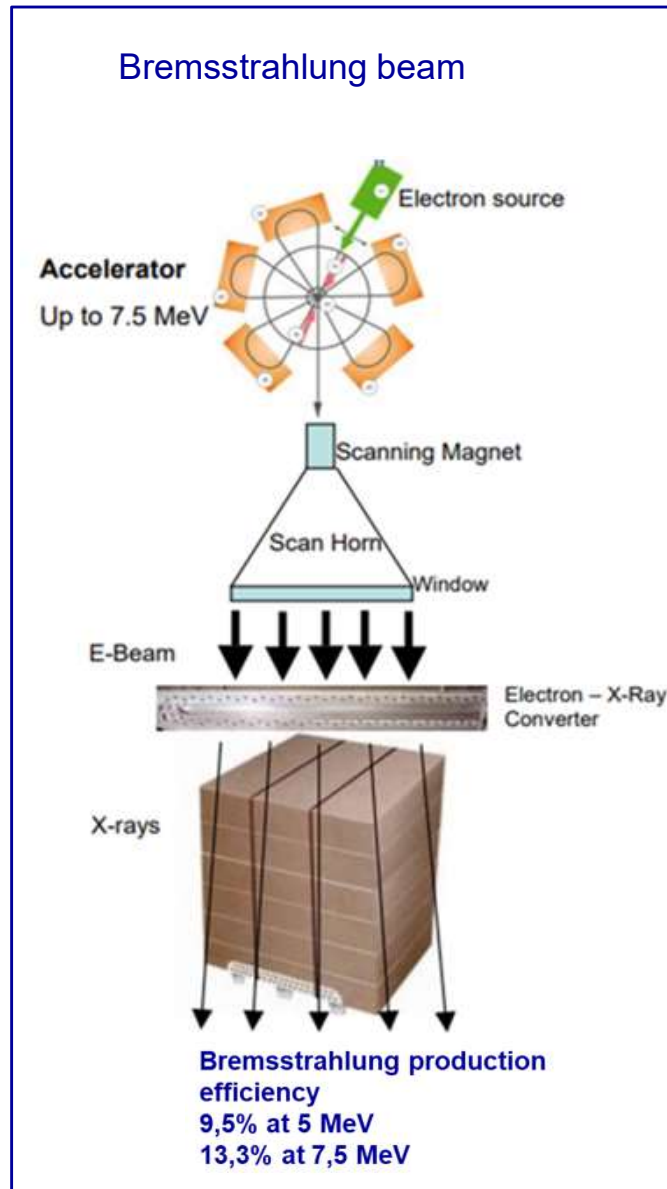 Bremsstrahlung beam
Electron source
Accelerator
Up to 7.5 MeV
Scanning Magnet
Scan Horn
Window
E-Beam
Electron – X-Ray
Converter
X-rays
Bremsstrahlung production
efficiency
9,5% at 5 MeV
13,3% at 7,5 MeV